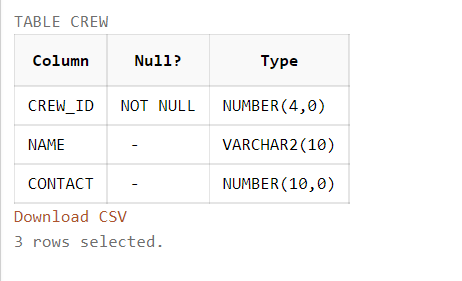 TABLE CREW
Column Null? Type
CREW_ID NOT NULL NUMBER(4,0)
NAME - VARCHAR2(10)
CONTACT - NUMBER(10,0)
Download CSV
3 rows selected.